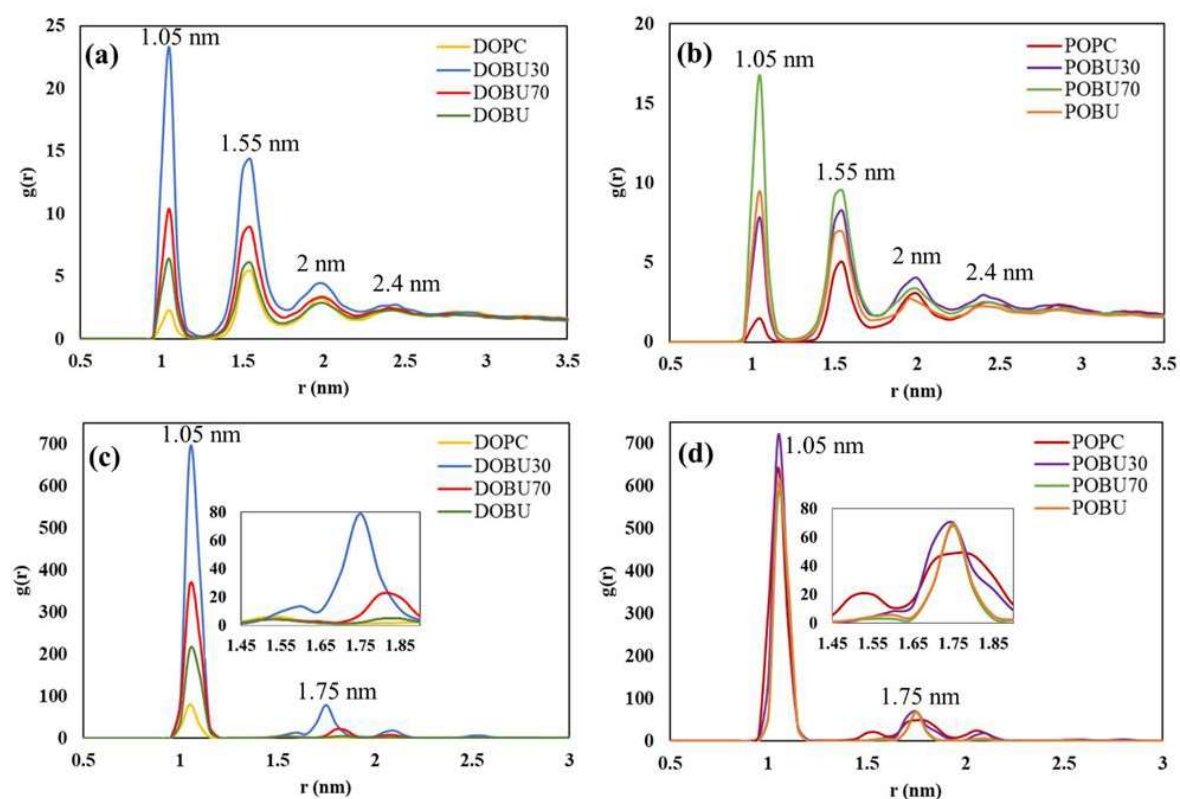 (a)
1.05 nm
1.55 nm
2 nm
2.4 nm
DOPC
DOBU30
DOBU70
DOBU
g(r)
25
20
15
10
5
0
0.5 1 1.5 2 2.5 3 3.5
r (nm)
(b)
1.05 nm
1.55 nm
2 nm
2.4 nm
POPC
POBU30
POBU70
POBU
g(r)
20
15
10
5
0
0.5 1 1.5 2 2.5 3 3.5
r (nm)
(c)
1.05 nm
1.75 nm
DOPC
DOBU30
DOBU70
DOBU
g(r)
700
600
500
400
300
200
100
0
80
60
40
20
0
1.45 1.55 1.65 1.75 1.85
0.5 1 1.5 2 2.5 3
r (nm)
(d)
1.05 nm
1.75 nm
POPC
POBU30
POBU70
POBU
g(r)
700
600
500
400
300
200
100
0
80
60
40
20
0
1.45 1.55 1.65 1.75 1.85
0.5 1 1.5 2 2.5 3
r (nm)